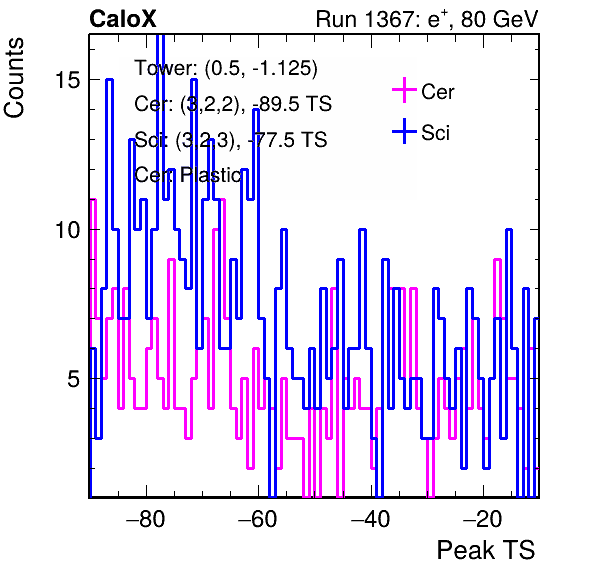 CaloX Run 1367: e+, 80 GeV
Counts
15
10
5
Tower: (0.5, -1.125)
Cer: (3,2,2), -89.5 TS
Sci: (3,2,3), -77.5 TS
Cer: Plastic
Cer
Sci
−80 −60 −40 −20
Peak TS